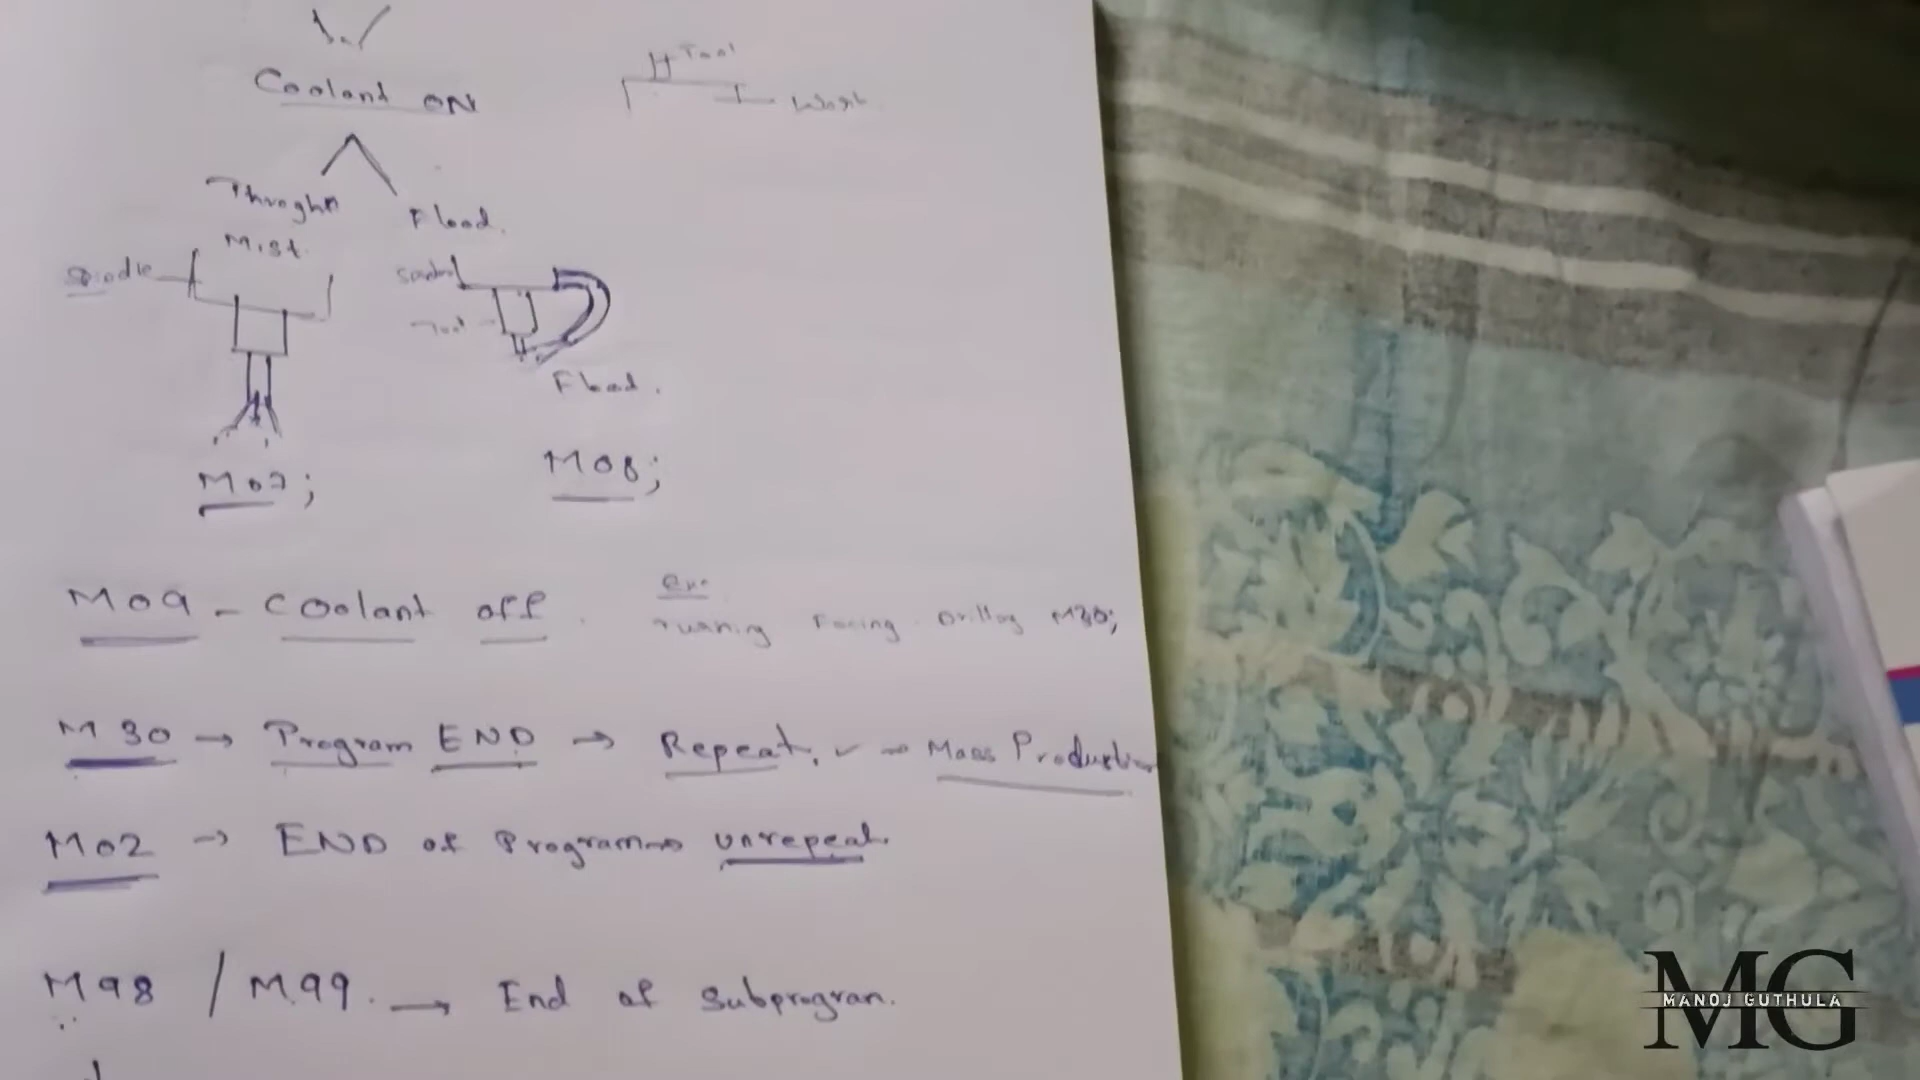 Coolant ON
Tool
Work
Through
Mist.
Flood.
Spindle
Tool
Flood.
M07;
M08;
M09 - Coolant off.
Turning Facing Drilling M30;
M30 → Program END → Repeat. ✓ → Mass Production
M02 → END of Program → unrepeat.
M98 / M99. → End of Subprogram.
MG
MANOJ GUTHULA